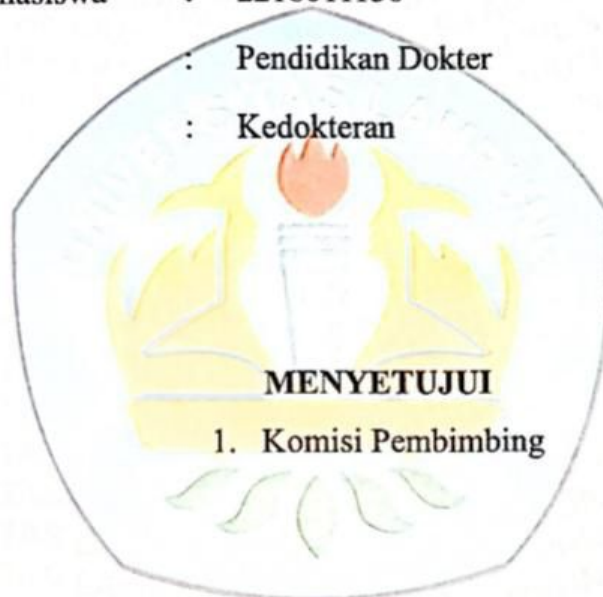 :
: Pendidikan Dokter
: Kedokteran
MENYETUJUI
1. Komisi Pembimbing